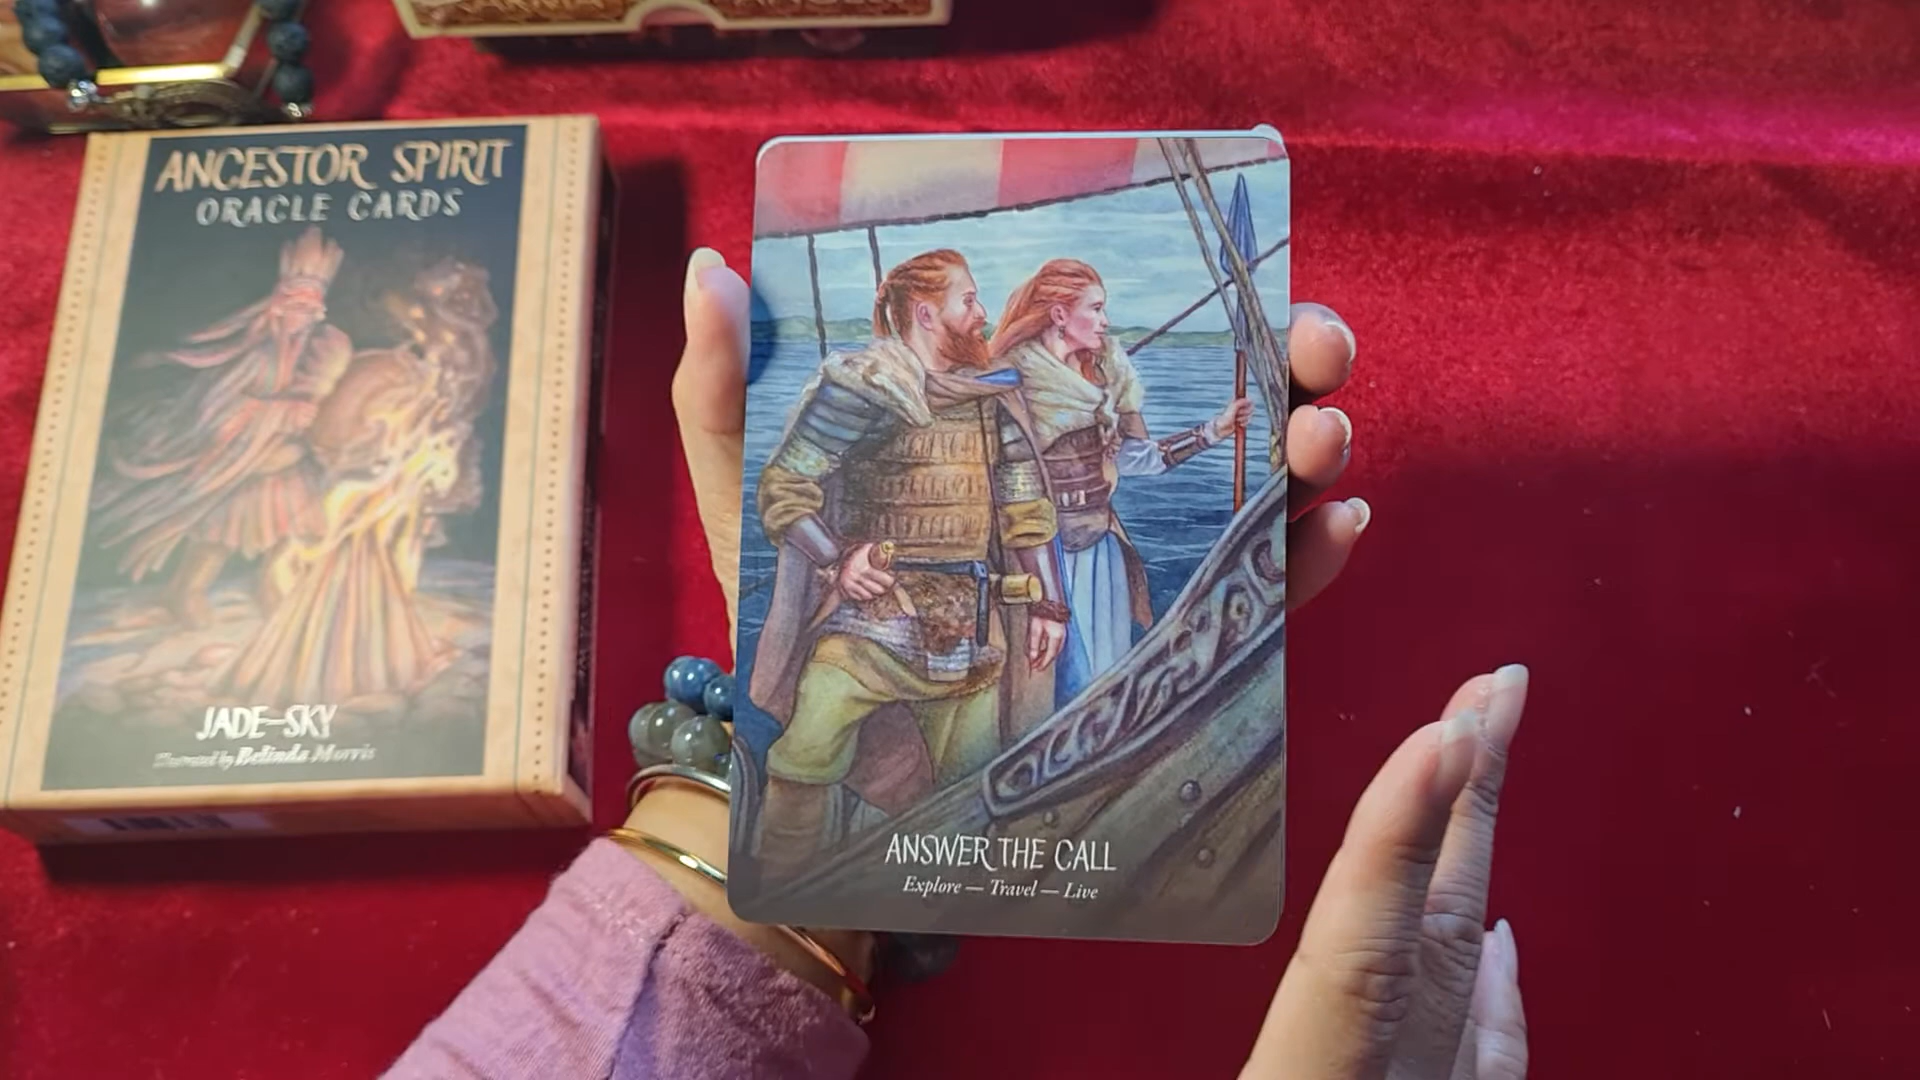 ANCESTOR SPIRIT
ORACLE CARDS
JADE-SKY
Illustrated by Belinda Morris
ANSWER THE CALL
Explore — Travel — Live